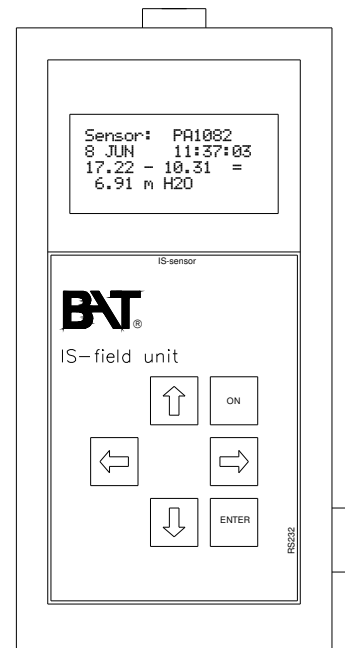 Sensor: PA1082
8 JUN 11:37:03
17.22 - 10.31 =
6.91 m H2O
IS-sensor
BAT®
IS-field unit
ON
ENTER
RS232